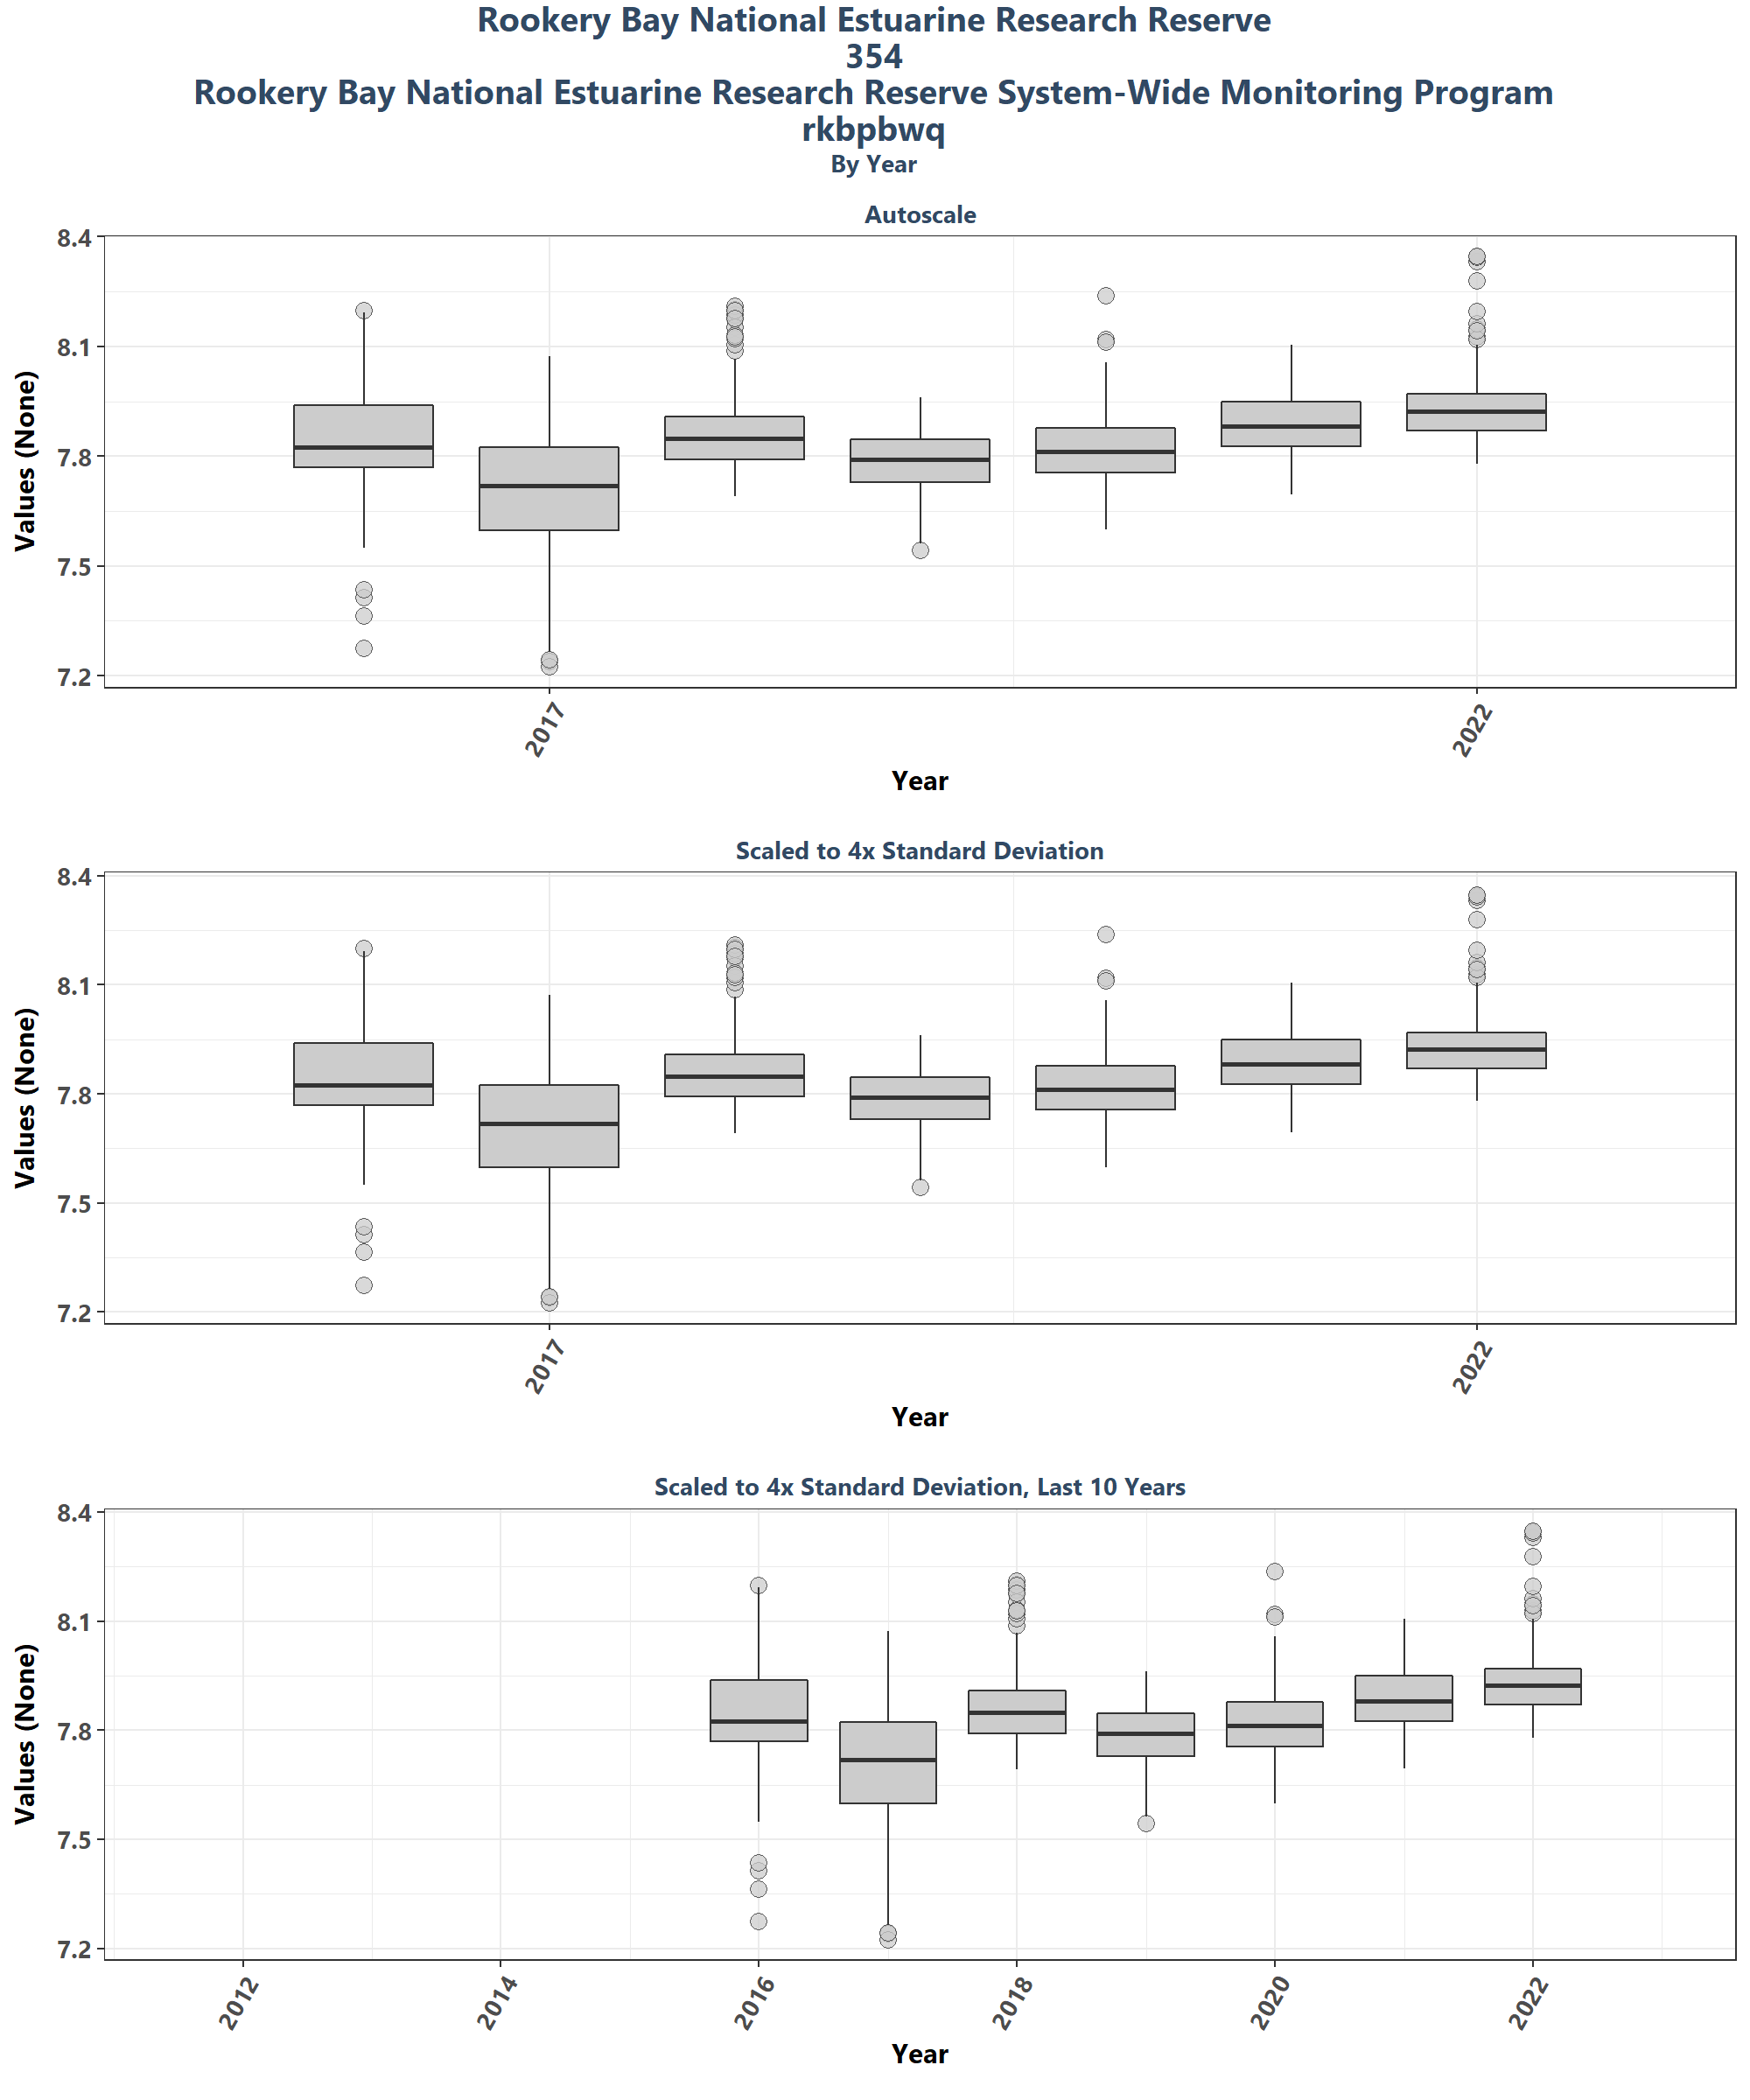 Rookery Bay National Estuarine Research Reserve
354
Rookery Bay National Estuarine Research Reserve System-Wide Monitoring Program
rkbpbwq
By Year
Autoscale
8.4
8.1
7.8
7.5
7.2
Values (None)
2017
2022
Year
Scaled to 4x Standard Deviation
8.4
8.1
7.8
7.5
7.2
Values (None)
2017
2022
Year
Scaled to 4x Standard Deviation, Last 10 Years
8.4
8.1
7.8
7.5
7.2
Values (None)
2012
2014
2016
2018
2020
2022
Year